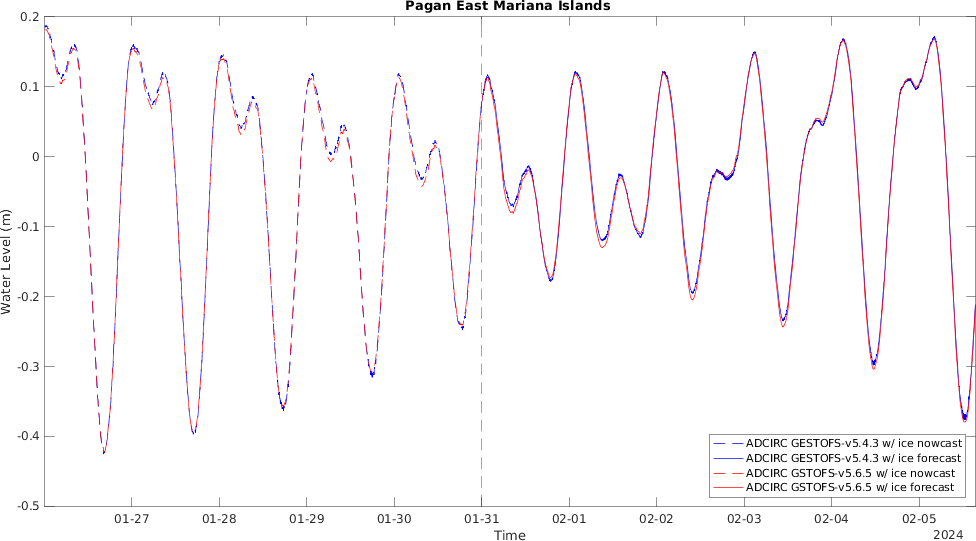 Pagan East Mariana Islands
0.2
0.1
0
-0.1
-0.2
-0.3
-0.4
-0.5
Water Level (m)
ADCIRC GESTOFS-v5.4.3 w/ ice nowcast
ADCIRC GESTOFS-v5.4.3 w/ ice forecast
ADCIRC GSTOFS-v5.6.5 w/ ice nowcast
ADCIRC GSTOFS-v5.6.5 w/ ice forecast
01-27 01-28 01-29 01-30 01-31 02-01 02-02 02-03 02-04 02-05
Time
2024